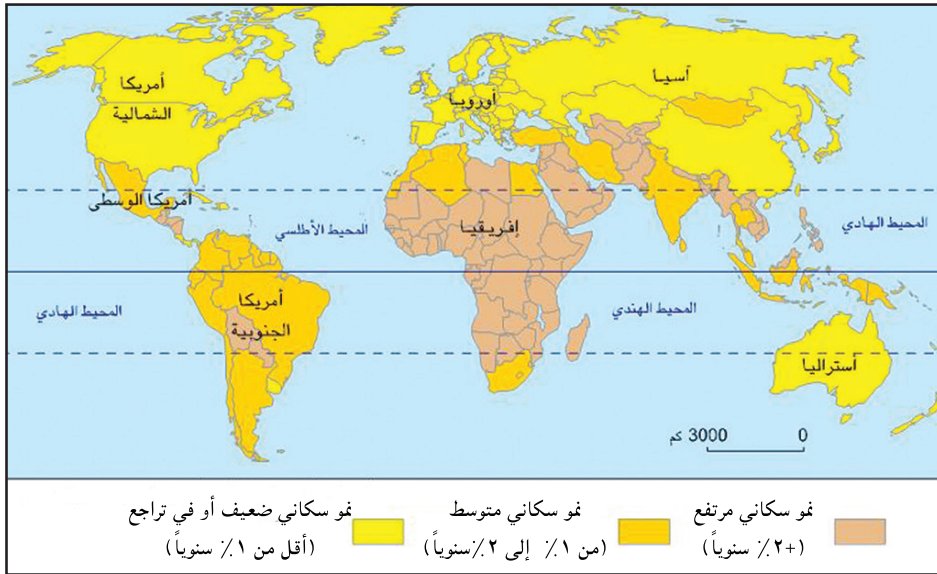 أمريكا
الشمالية
أوروبا
آسيا
أمريكا الوسطى
المحيط الأطلسي
إفريقيا
المحيط الهادي
المحيط الهادي
أمريكا
الجنوبية
المحيط الهندي
أستراليا
3000 كم
0
نمو سكاني مرتفع
(+٢٪ سنوياً)
نمو سكاني متوسط
(من ١٪ إلى ٢٪ سنوياً)
نمو سكاني ضعيف أو في تراجع
(أقل من ١٪ سنوياً)